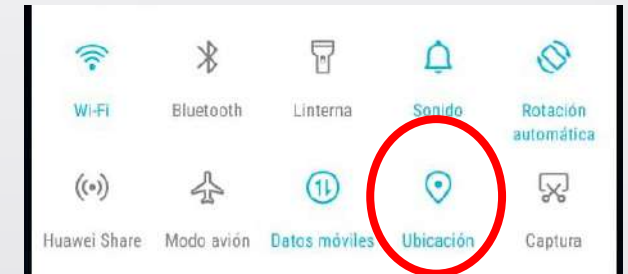 Wi-Fi Bluetooth Linterna Sonido Rotación
automática
Huawei Share Modo avión Datos móviles Ubicación Captura